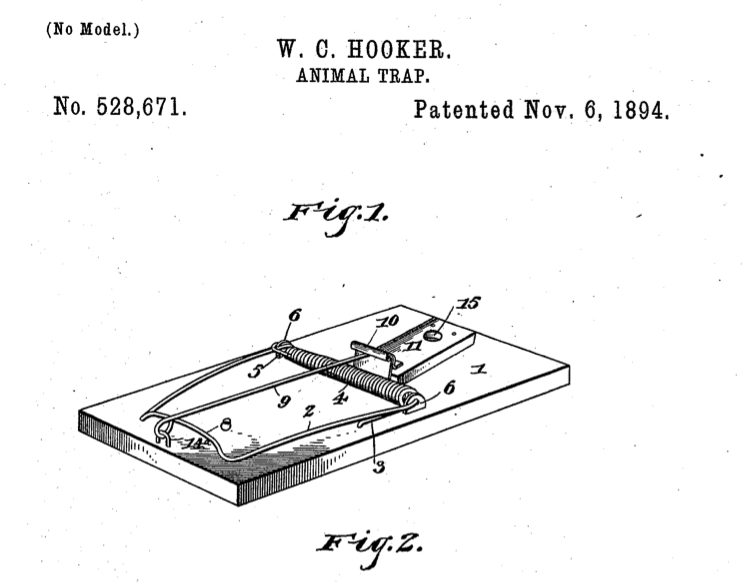 (No Model.)
W. C. HOOKER.
ANIMAL TRAP.
No. 528,671.
Patented Nov. 6, 1894.
Fig. 1.
15
6
10
11
5
1
4
6
9
2
8
14
3
Fig. 2.